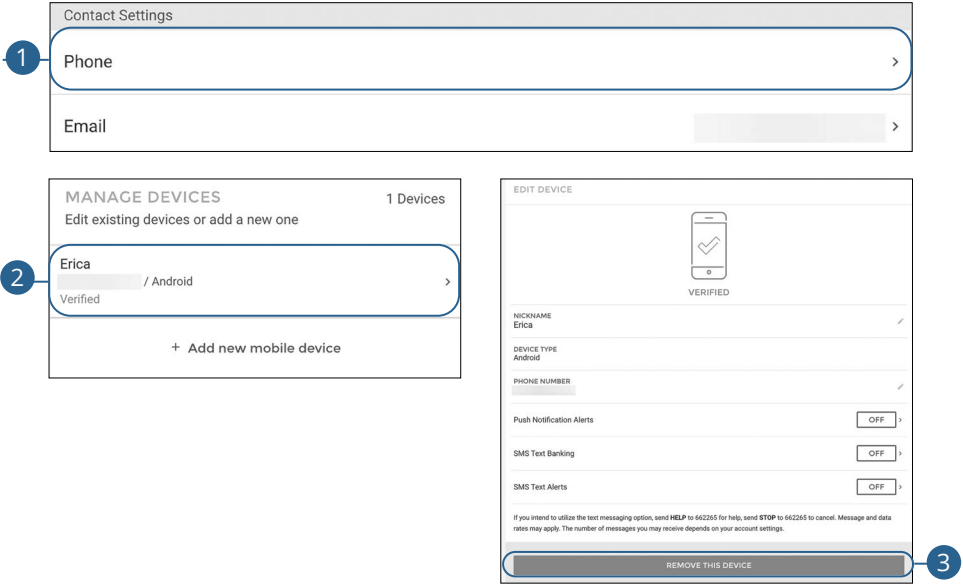 Contact Settings
1
Phone
Email
MANAGE DEVICES
1 Devices
Edit existing devices or add a new one
2
Erica
/ Android
Verified
+ Add new mobile device
EDIT DEVICE
VERIFIED
NICKNAME
Erica
DEVICE TYPE
Android
PHONE NUMBER
Push Notification Alerts OFF
SMS Text Banking OFF
SMS Text Alerts OFF
If you intend to utilize the text messaging option, send HELP to 662265 for help, send STOP to 662265 to cancel. Message and data
rates may apply. The number of messages you may receive depends on your account settings.
REMOVE THIS DEVICE
3